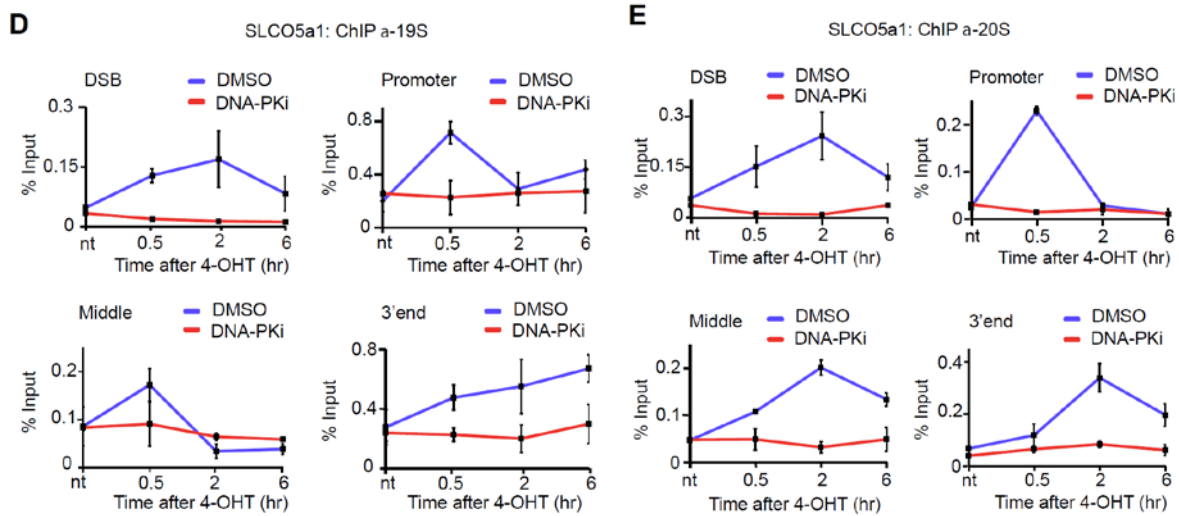 D
SLCO5a1: ChIP a-19S
DSB
DMSO
DNA-PKi
% Input
0.3
0.15
0
nt 0.5 2 6
Time after 4-OHT (hr)
Promoter
DMSO
DNA-PKi
% Input
0.8
0.4
0
nt 0.5 2 6
Time after 4-OHT (hr)
Middle
DMSO
DNA-PKi
% Input
0.2
0.1
0
nt 0.5 2 6
Time after 4-OHT (hr)
3'end
DMSO
DNA-PKi
% Input
0.8
0.4
0
nt 0.5 2 6
Time after 4-OHT (hr)
E
SLCO5a1: ChIP a-20S
DSB
DMSO
DNA-PKi
% Input
0.3
0.15
0
nt 0.5 2 6
Time after 4-OHT (hr)
Promoter
DMSO
DNA-PKi
% Input
0.2
0.1
0
nt 0.5 2 6
Time after 4-OHT (hr)
Middle
DMSO
DNA-PKi
% Input
0.2
0.1
0
nt 0.5 2 6
Time after 4-OHT (hr)
3'end
DMSO
DNA-PKi
% Input
0.4
0.2
0
nt 0.5 2 6
Time after 4-OHT (hr)